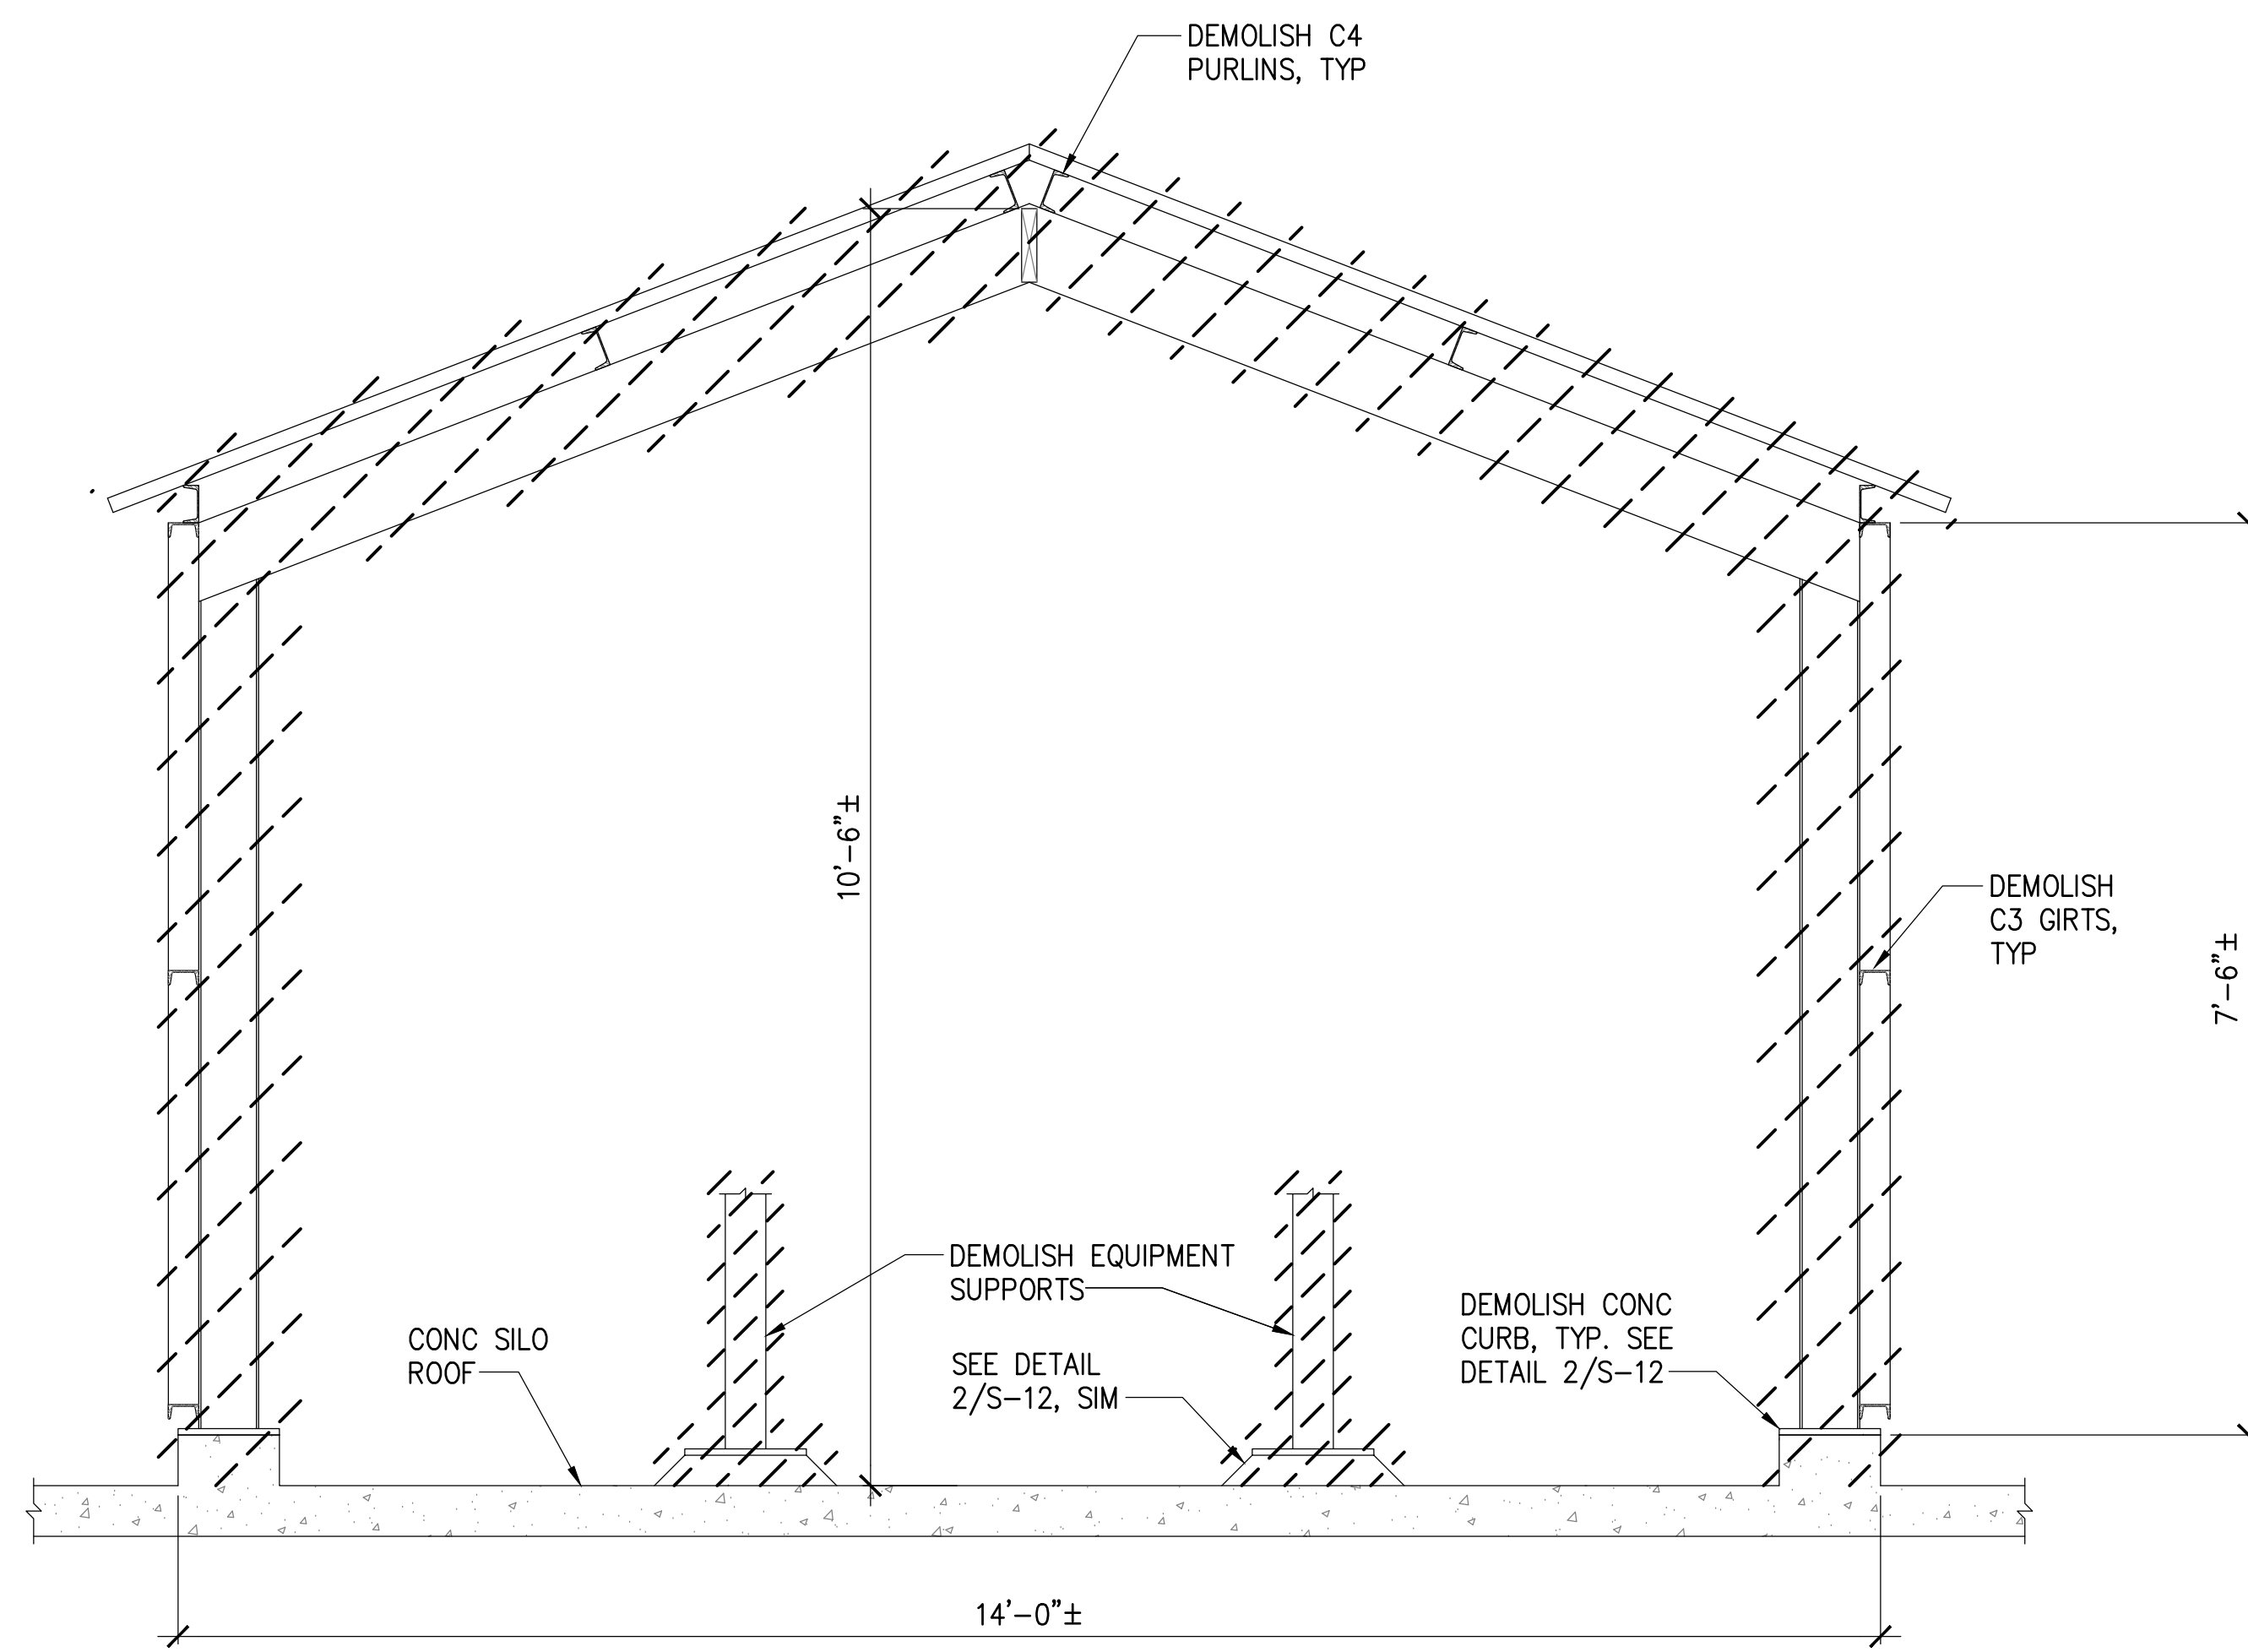 DEMOLISH C4
PURLINS, TYP
10'-6"±
DEMOLISH
C3 GIRTS,
TYP
7'-6"±
DEMOLISH EQUIPMENT
SUPPORTS
CONC SILO
ROOF
SEE DETAIL
2/S-12, SIM
DEMOLISH CONC
CURB, TYP. SEE
DETAIL 2/S-12
14'-0"±